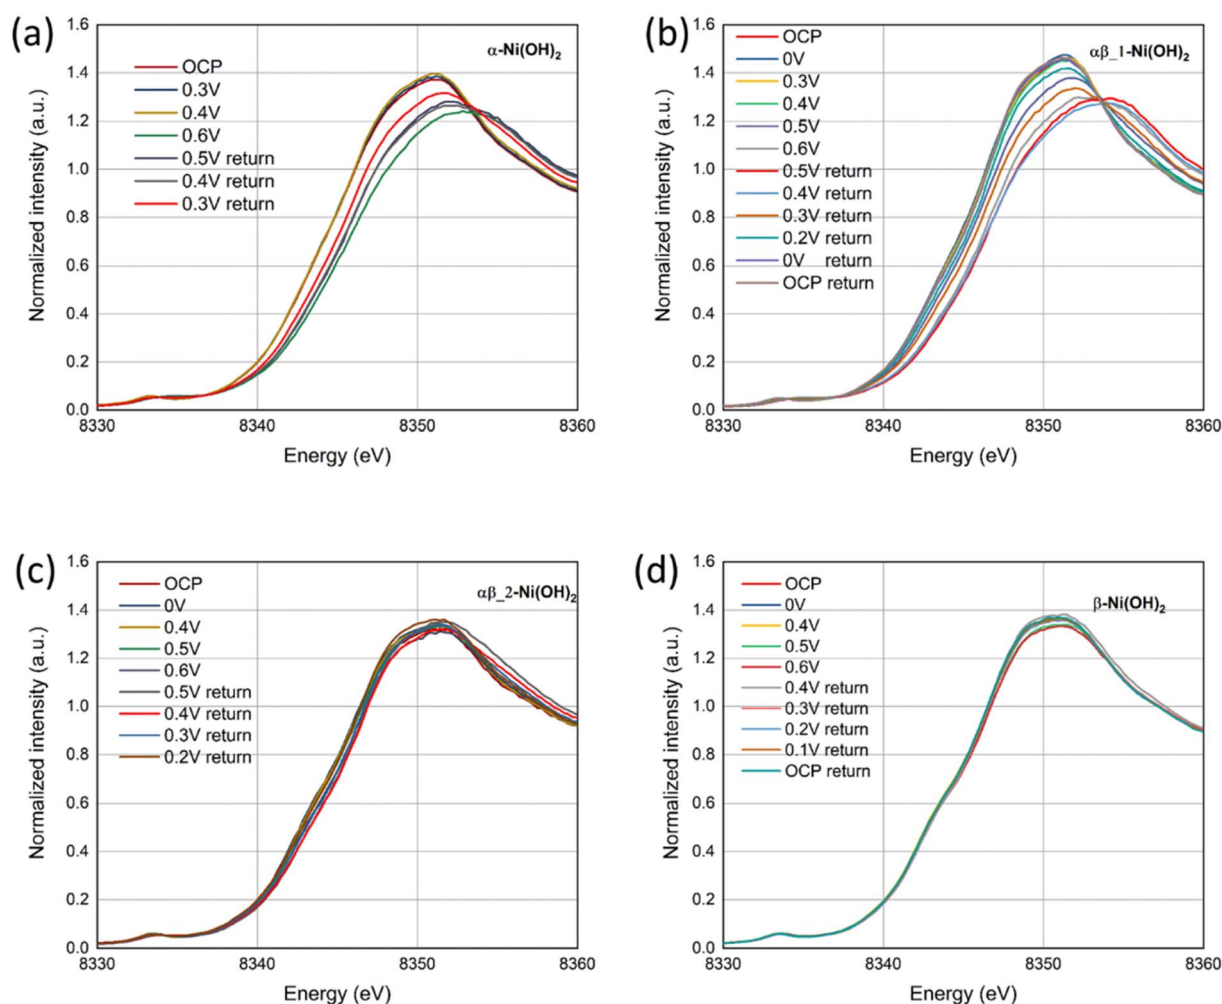 (a)
α-Ni(OH)2
OCP
0.3V
0.4V
0.6V
0.5V return
0.4V return
0.3V return
1.6
1.4
1.2
1.0
0.8
0.6
0.4
0.2
0.0
Normalized intensity (a.u.)
8330
8340
8350
8360
Energy (eV)
(b)
αβ_1-Ni(OH)2
OCP
0V
0.3V
0.4V
0.5V
0.6V
0.5V return
0.4V return
0.3V return
0.2V return
0V return
OCP return
1.6
1.4
1.2
1.0
0.8
0.6
0.4
0.2
0.0
Normalized intensity (a.u.)
8330
8340
8350
8360
Energy (eV)
(c)
αβ_2-Ni(OH)2
OCP
0V
0.4V
0.5V
0.6V
0.5V return
0.4V return
0.3V return
0.2V return
1.6
1.4
1.2
1.0
0.8
0.6
0.4
0.2
0.0
Normalized intensity (a.u.)
8330
8340
8350
8360
Energy (eV)
(d)
β-Ni(OH)2
OCP
0V
0.4V
0.5V
0.6V
0.4V return
0.3V return
0.2V return
0.1V return
OCP return
1.6
1.4
1.2
1.0
0.8
0.6
0.4
0.2
0.0
Normalized intensity (a.u.)
8330
8340
8350
8360
Energy (eV)